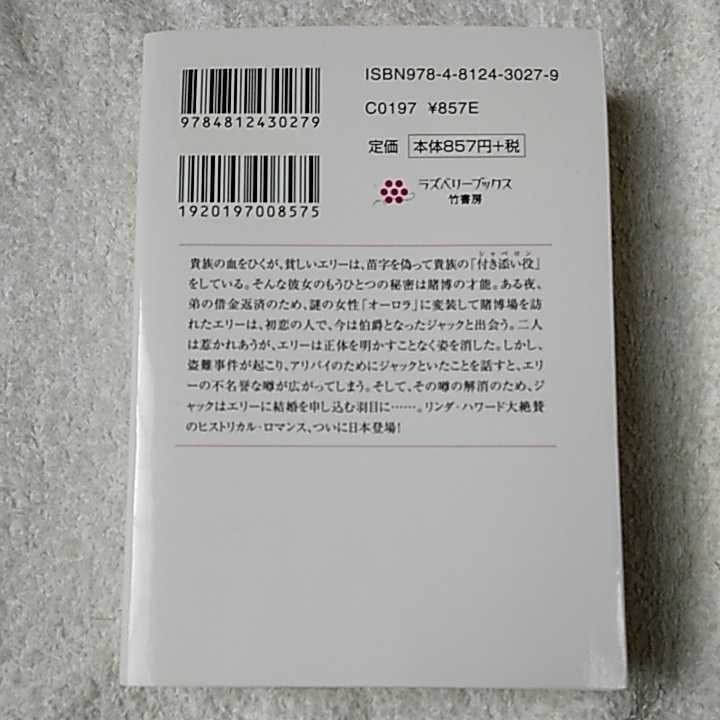 ISBN978-4-8124-3027-9
9784812430279
C0197 ¥857E
定価 本体857円+税
1920197008575
ラズベリーブックス
竹書房
シャペロン
貴族の血をひくが、貧しいエリーは、苗字を偽って貴族の「付き添い役」
をしている。そんな彼女のもうひとつの秘密は賭博の才能。ある夜、
弟の借金返済のため、謎の女性「オーロラ」に変装して賭博場を訪
れたエリーは、初恋の人で、今は伯爵となったジャックと出会う。二人
は惹かれあうが、エリーは正体を明かすことなく姿を消した。しかし、
盗難事件が起こり、アリバイのためにジャックといたことを話すと、エリ
ーの不名誉な噂が広がってしまう。そして、その噂の解消のため、ジ
ャックはエリーに結婚を申し込む羽目に……。リンダ・ハワード大絶賛
のヒストリカル・ロマンス、ついに日本登場!